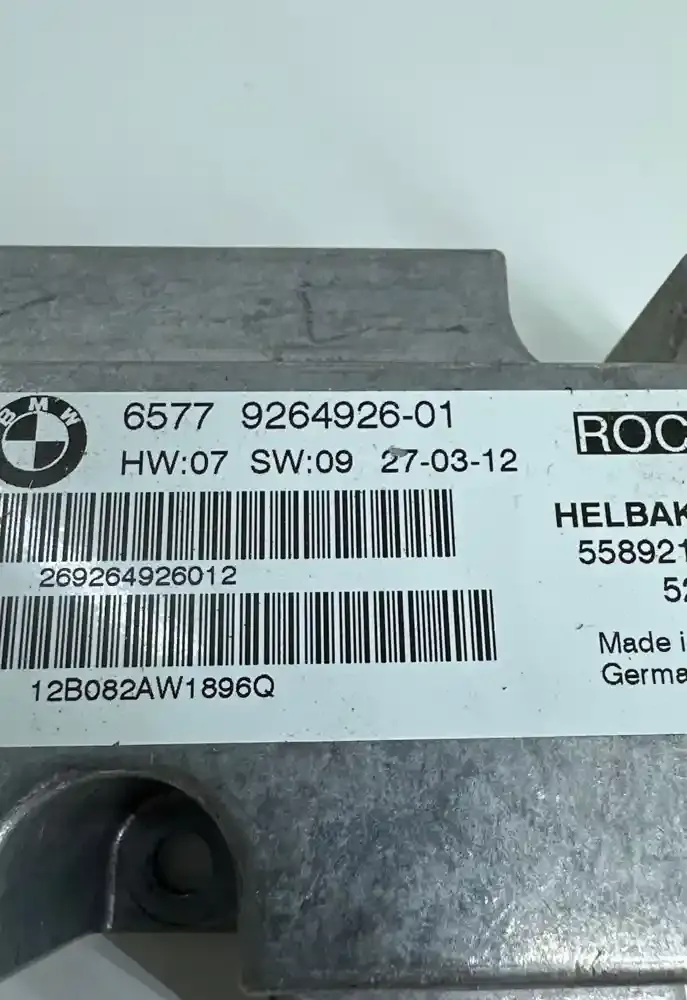 BMW
6577 9264926-01
HW:07 SW:09 27-03-12
269264926012
12B082AW1896Q
ROC
HELBAK
558921
52
Made i
Germa